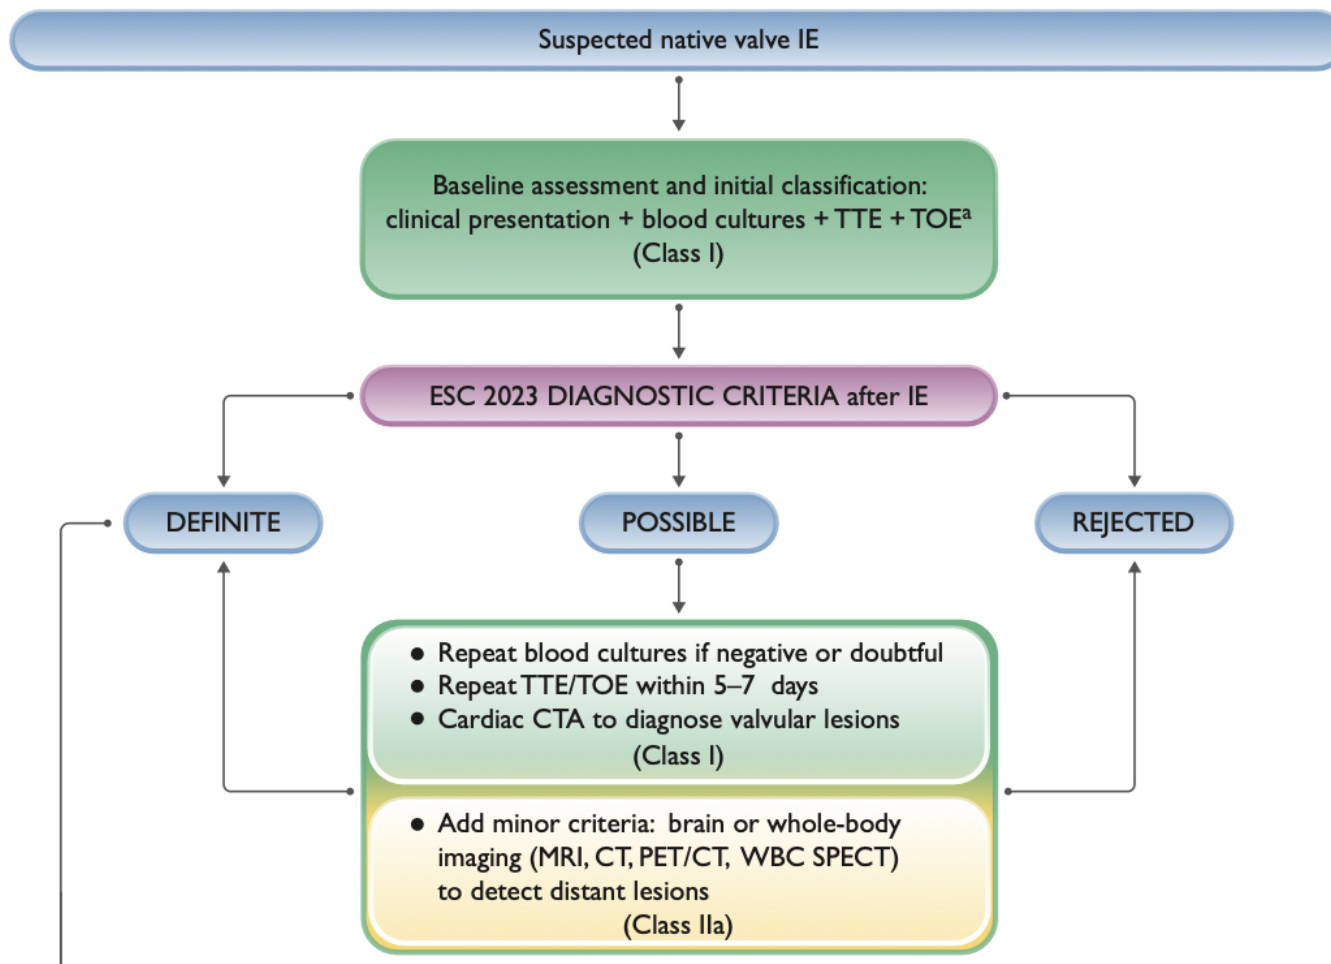 Suspected native valve IE
Baseline assessment and initial classification:
clinical presentation + blood cultures + TTE + TOEᵃ
(Class I)
ESC 2023 DIAGNOSTIC CRITERIA after IE
DEFINITE
POSSIBLE
REJECTED
● Repeat blood cultures if negative or doubtful
● Repeat TTE/TOE within 5–7 days
● Cardiac CTA to diagnose valvular lesions
(Class I)
● Add minor criteria: brain or whole-body
imaging (MRI, CT, PET/CT, WBC SPECT)
to detect distant lesions
(Class IIa)